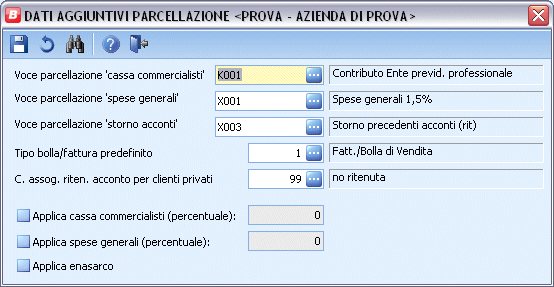 B DATI AGGIUNTIVI PARCELLAZIONE <PROVA - AZIENDA DI PROVA>
Voce parcellazione 'cassa commercialisti' K001 ... Contributo Ente previd. professionale
Voce parcellazione 'spese generali' X001 ... Spese generali 1,5%
Voce parcellazione 'storno acconti' X003 ... Storno precedenti acconti (rit)
Tipo bolla/fattura predefinito 1 ... Fatt./Bolla di Vendita
C. assog. riten. acconto per clienti privati 99 ... no ritenuta
Applica cassa commercialisti (percentuale): 0
Applica spese generali (percentuale): 0
Applica enasarco